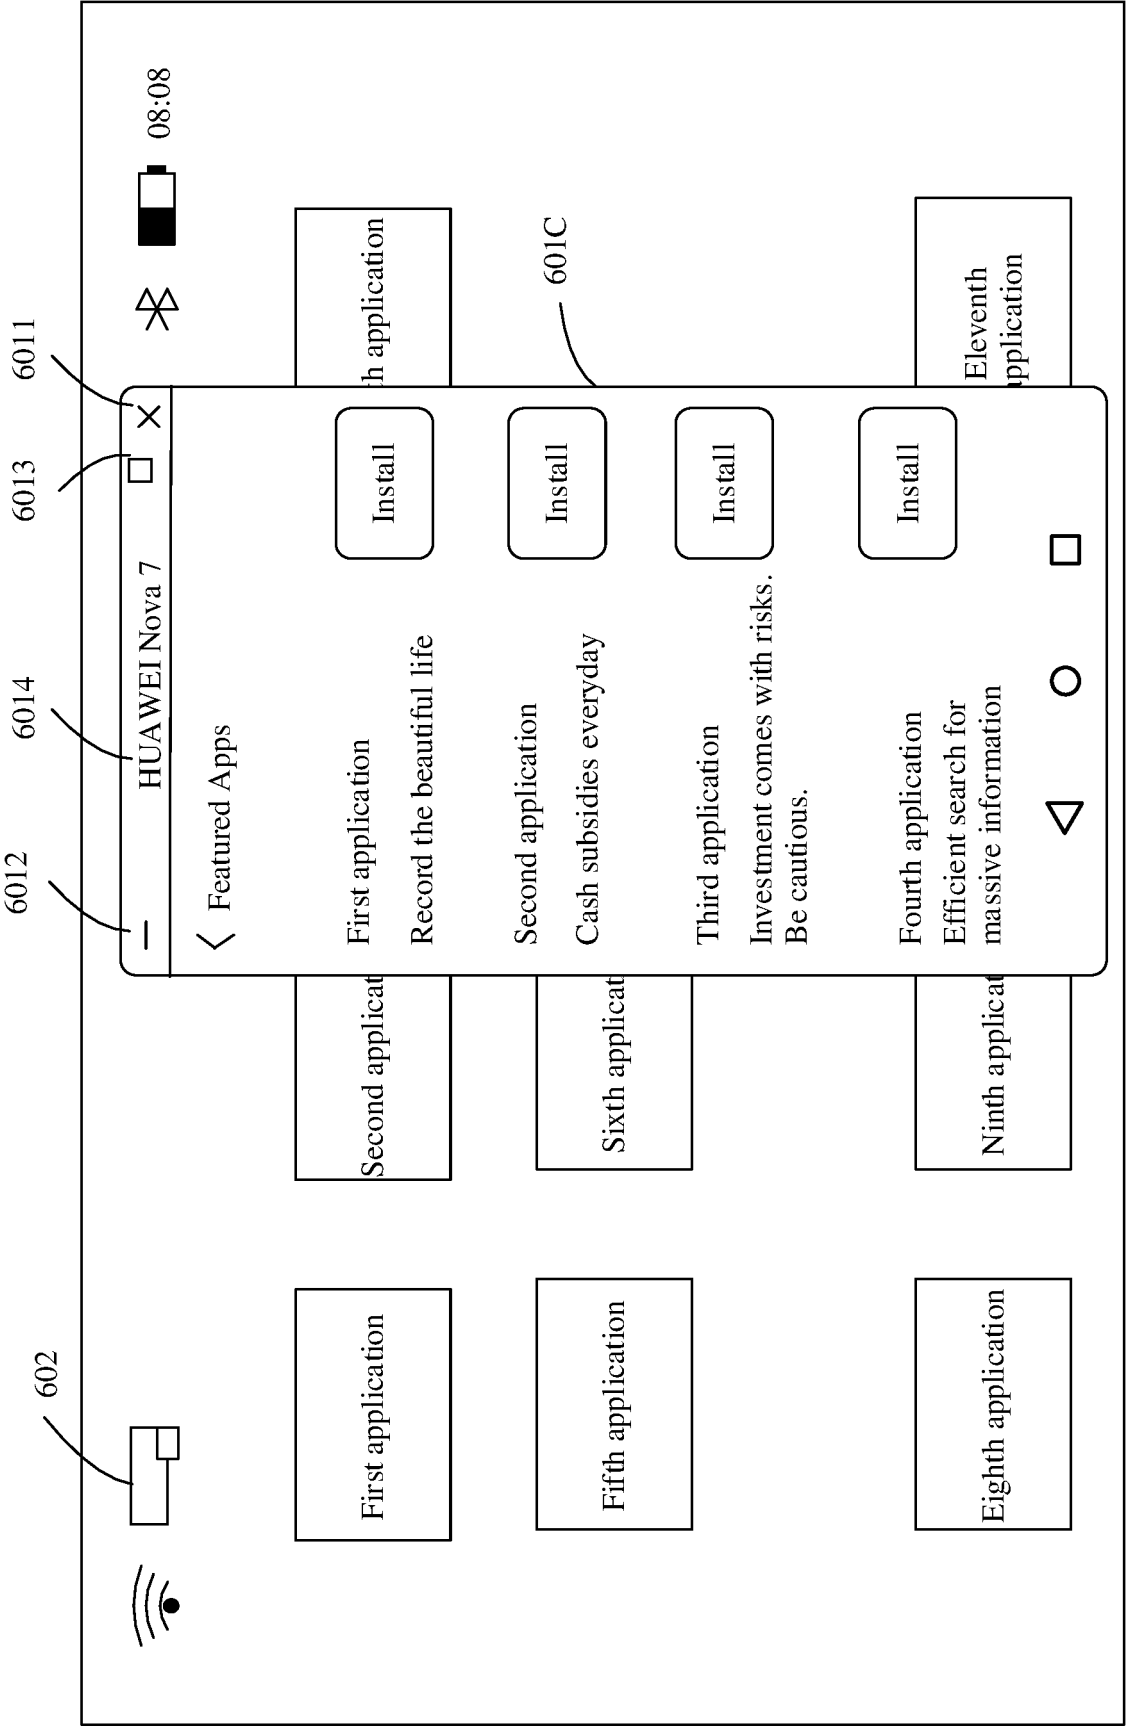 602
6012
6014
6013
6011
08:08
HUAWEI Nova 7
Featured Apps
601C
First application
Record the beautiful life
Install
Second application
Cash subsidies everyday
Install
Third application
Investment comes with risks.
Be cautious.
Install
Fourth application
Efficient search for
massive information
Install
First application
Second applicat
th application
Fifth application
Sixth applicat
Eighth application
Ninth applicat
Eleventh
application